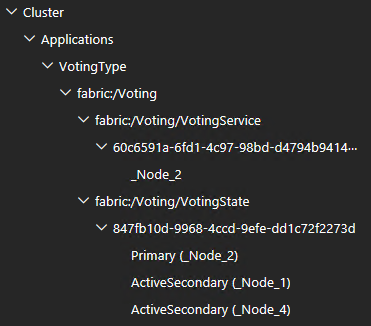 Cluster
Applications
VotingType
fabric:/Voting
fabric:/Voting/VotingService
60c6591a-6fd1-4c97-98bd-d4794b9414···
_Node_2
fabric:/Voting/VotingState
847fb10d-9968-4ccd-9efe-dd1c72f2273d
Primary (_Node_2)
ActiveSecondary (_Node_1)
ActiveSecondary (_Node_4)